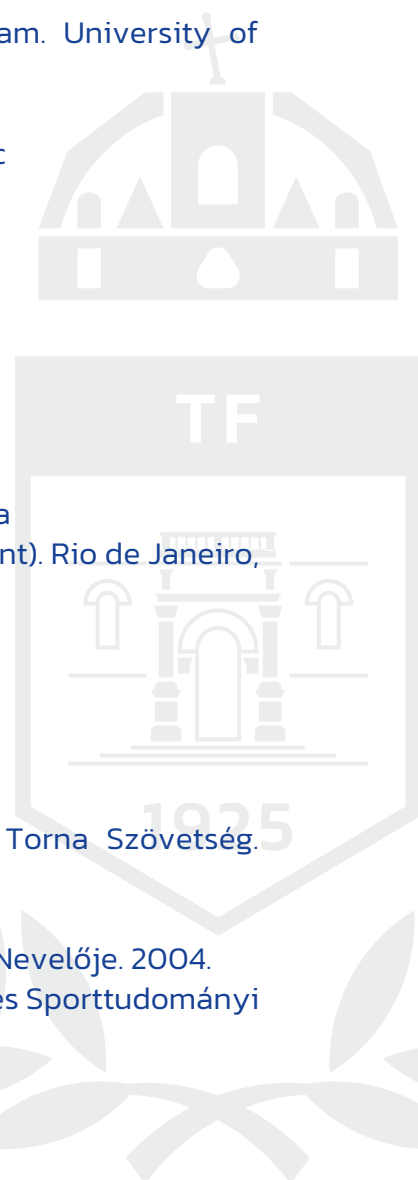 am. University of
c
TF
a
nt). Rio de Janeiro,
1925
Torna Szövetség.
Nevelője. 2004.
es Sporttudományi